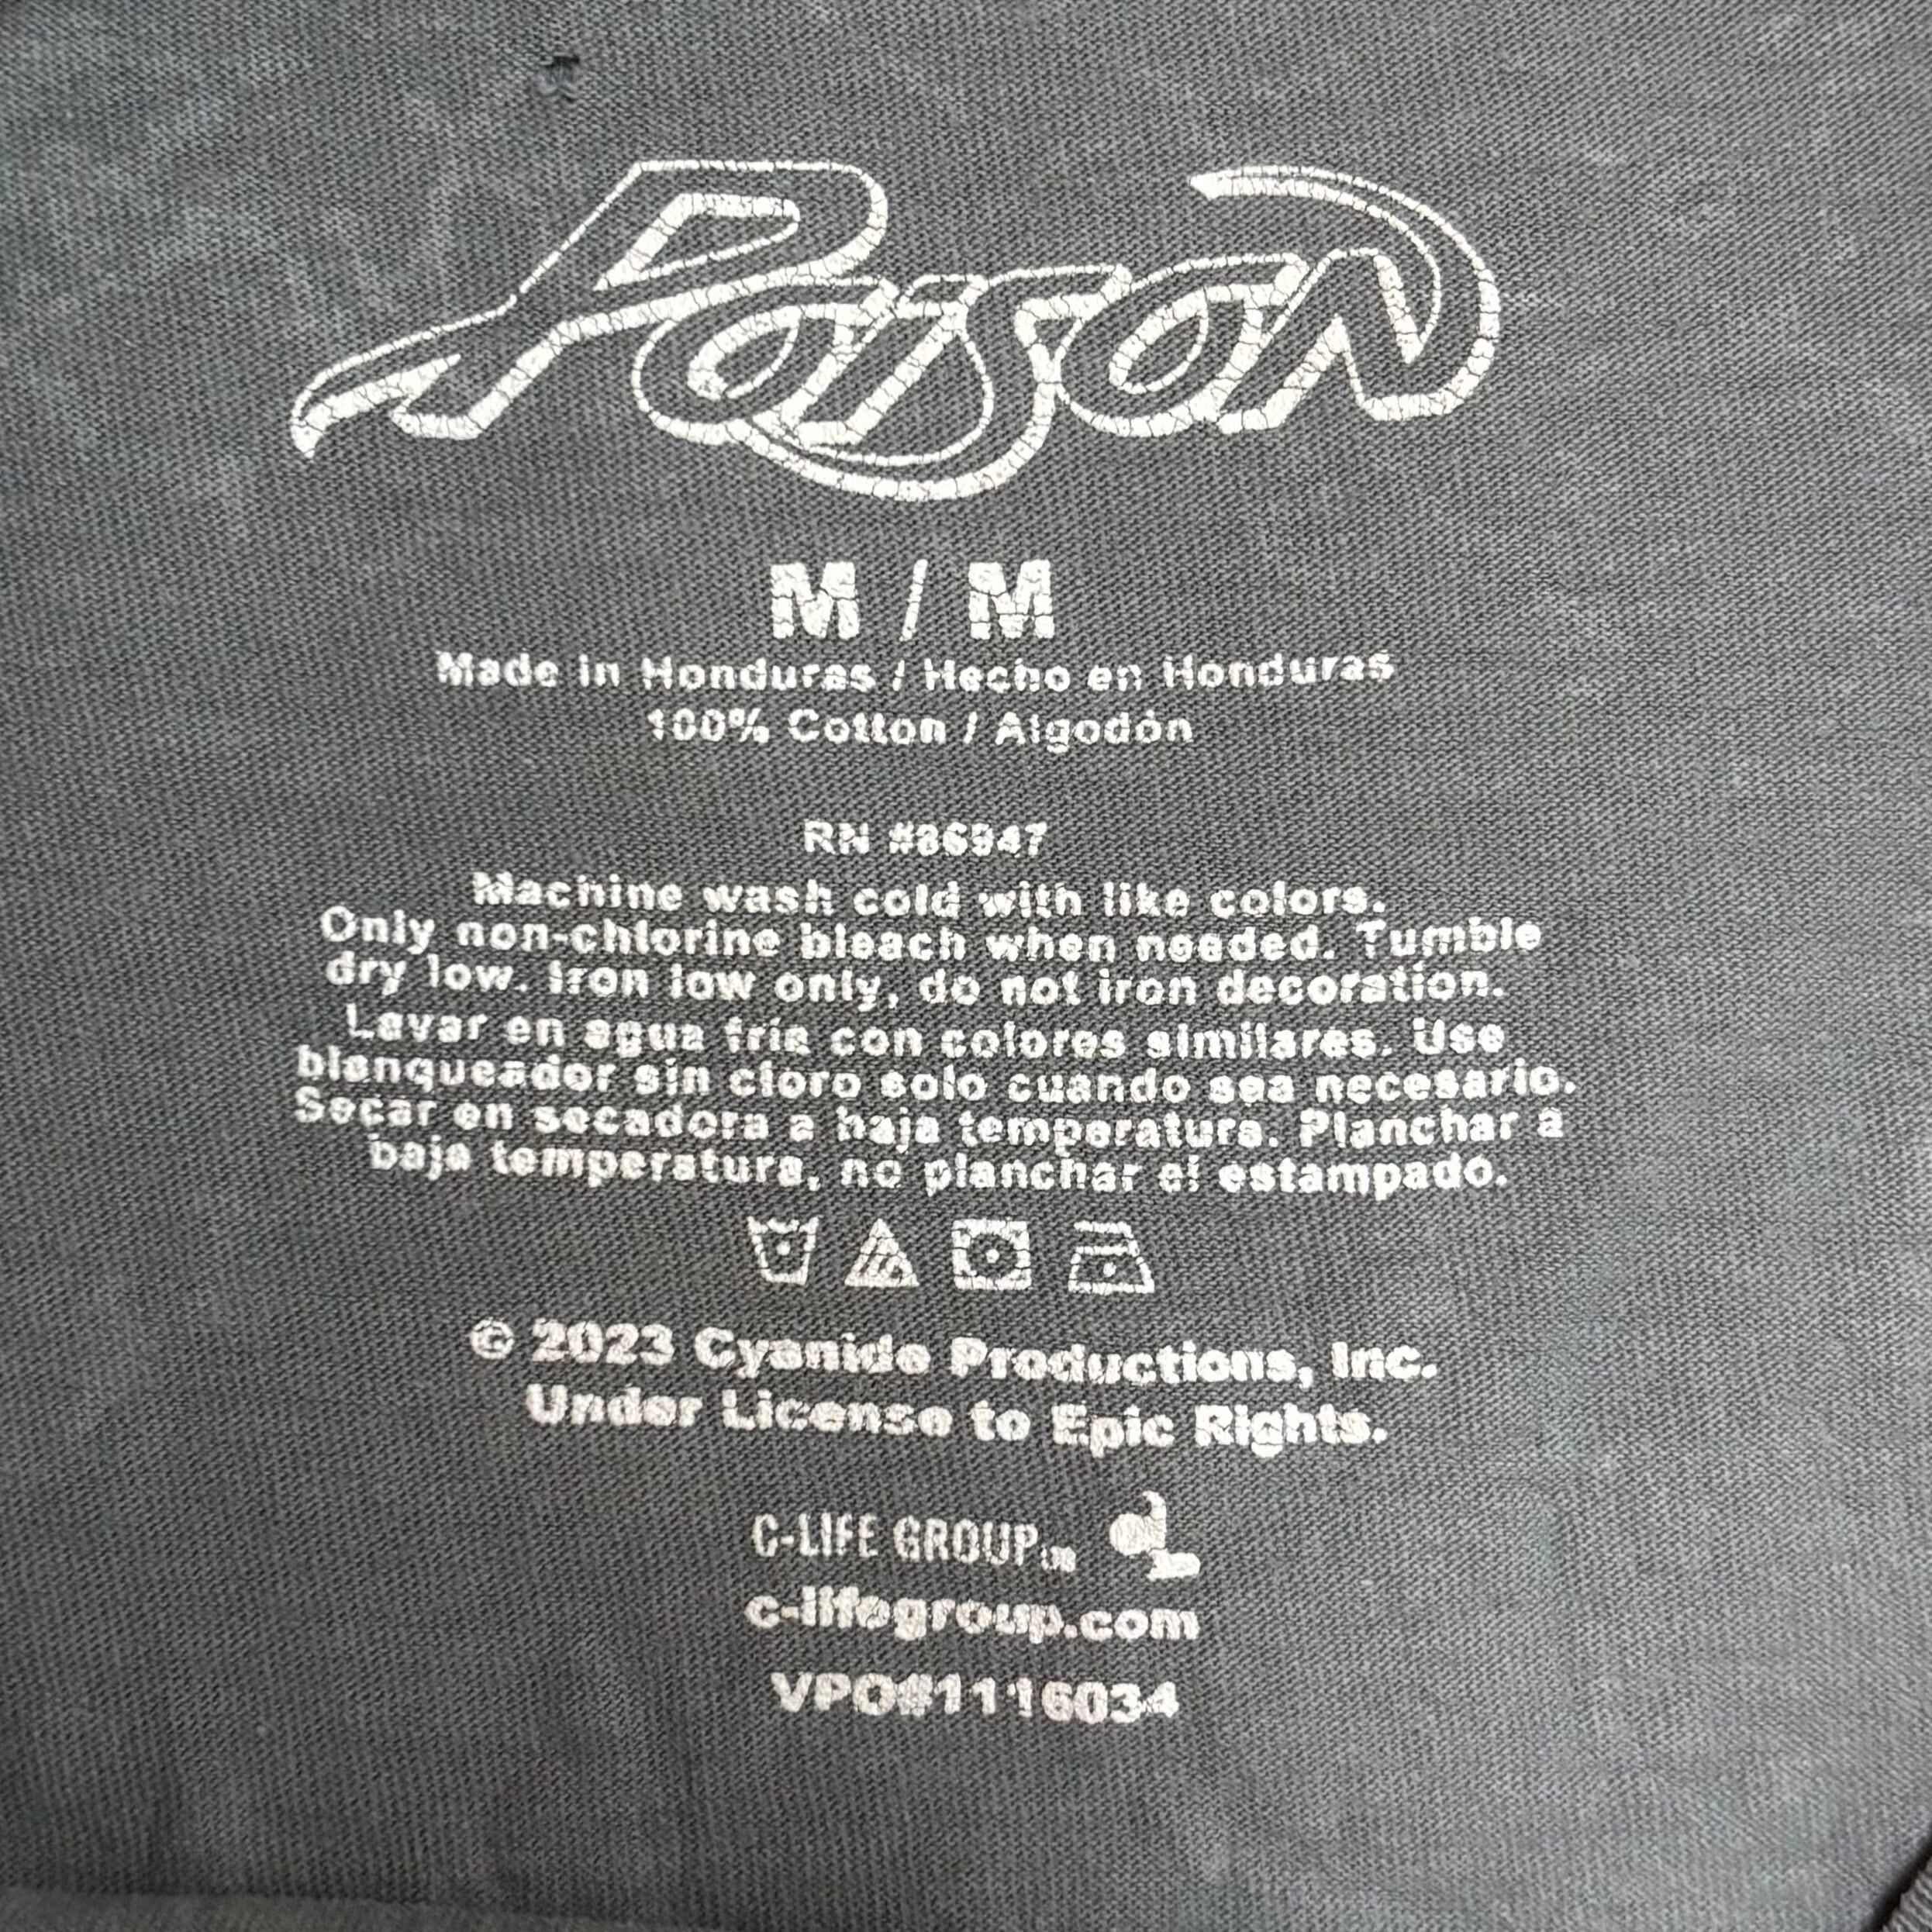 Poison
M / M
Made in Honduras / Hecho en Honduras
100% Cotton / Algodón
RN #86947
Machine wash cold with like colors.
Only non-chlorine bleach when needed. Tumble
dry low. Iron low only, do not iron decoration.
Lavar en agua fría con colores similares. Use
blanqueador sin cloro solo cuando sea necesario.
Secar en secadora a baja temperatura. Planchar a
baja temperatura, no planchar el estampado.
© 2023 Cyanide Productions, Inc.
Under License to Epic Rights.
C-LIFE GROUP
c-lifegroup.com
VPO#1116034